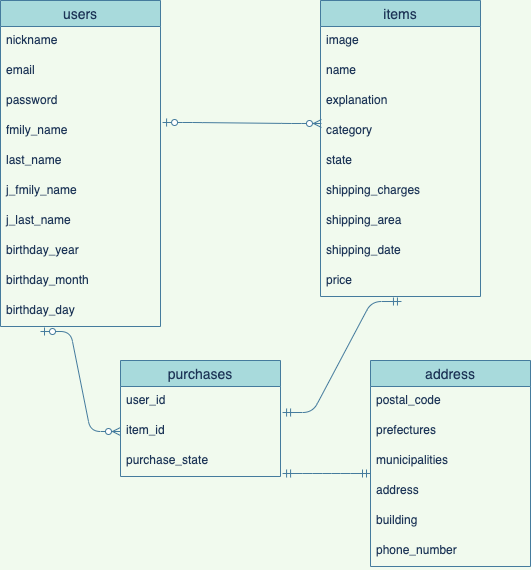 users
nickname
email
password
fmily_name
last_name
j_fmily_name
j_last_name
birthday_year
birthday_month
birthday_day
items
image
name
explanation
category
state
shipping_charges
shipping_area
shipping_date
price
purchases
user_id
item_id
purchase_state
address
postal_code
prefectures
municipalities
address
building
phone_number